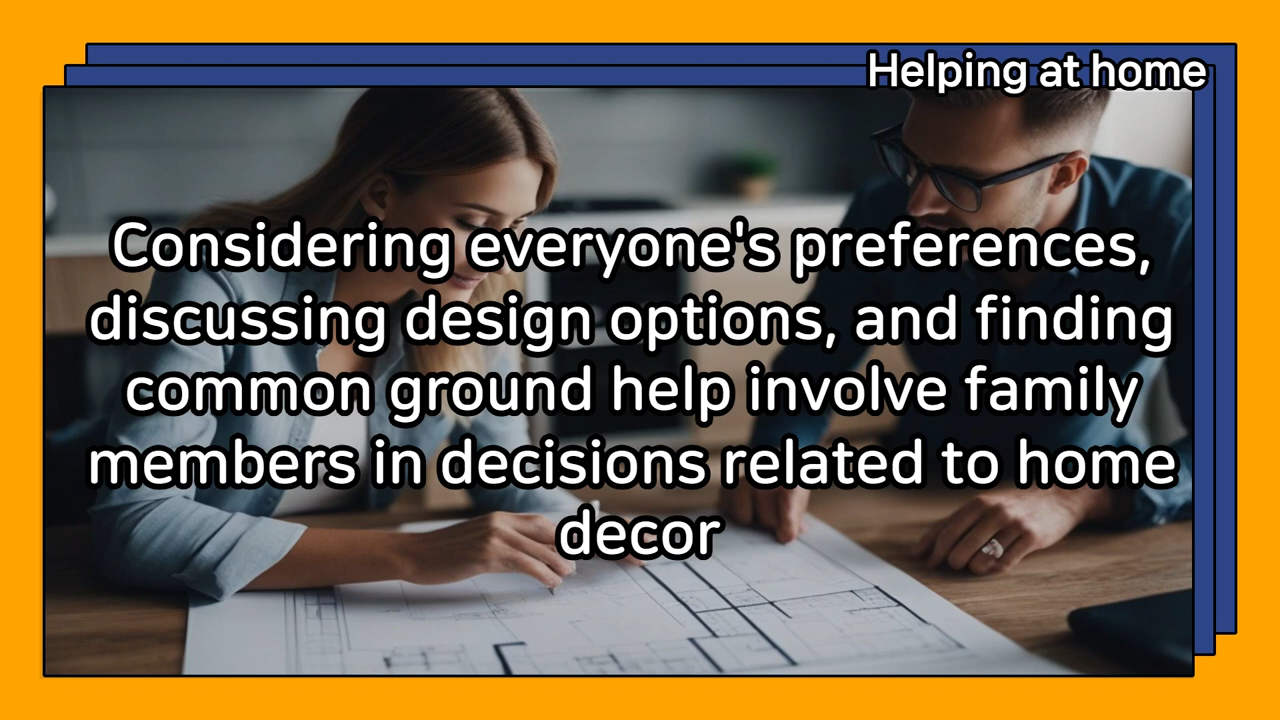 Helping at home
Considering everyone's preferences,
discussing design options, and finding
common ground help involve family
members in decisions related to home
decor